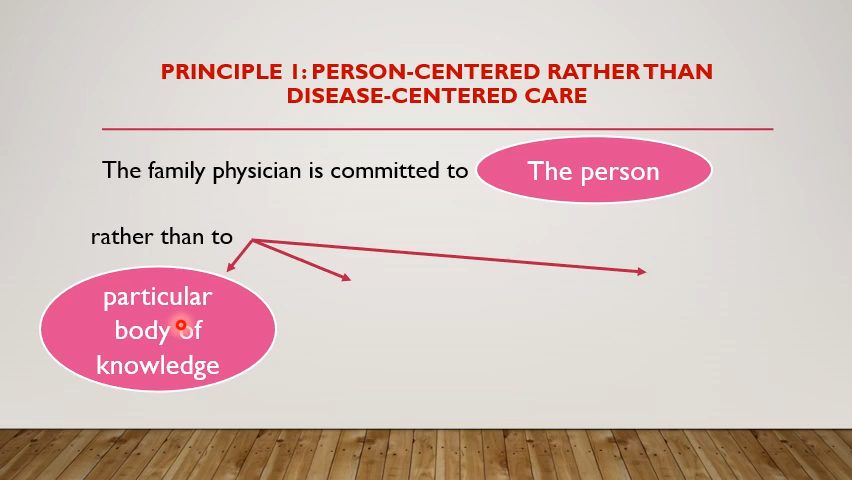 PRINCIPLE 1: PERSON-CENTERED RATHER THAN
DISEASE-CENTERED CARE
The family physician is committed to The person
rather than to
particular
body of
knowledge